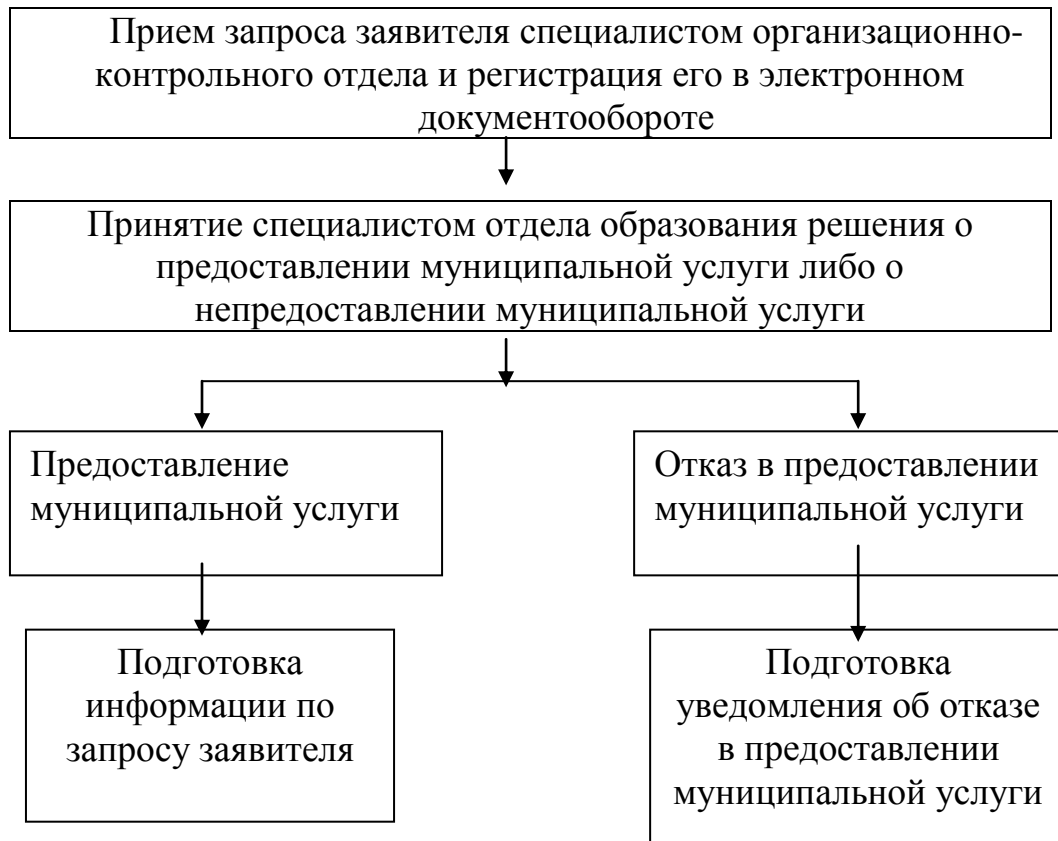 Прием запроса заявителя специалистом организационно-
контрольного отдела и регистрация его в электронном
документообороте
Принятие специалистом отдела образования решения о
предоставлении муниципальной услуги либо о
непредоставлении муниципальной услуги
Предоставление
муниципальной услуги
Отказ в предоставлении
муниципальной услуги
Подготовка
информации по
запросу заявителя
Подготовка
уведомления об отказе
в предоставлении
муниципальной услуги